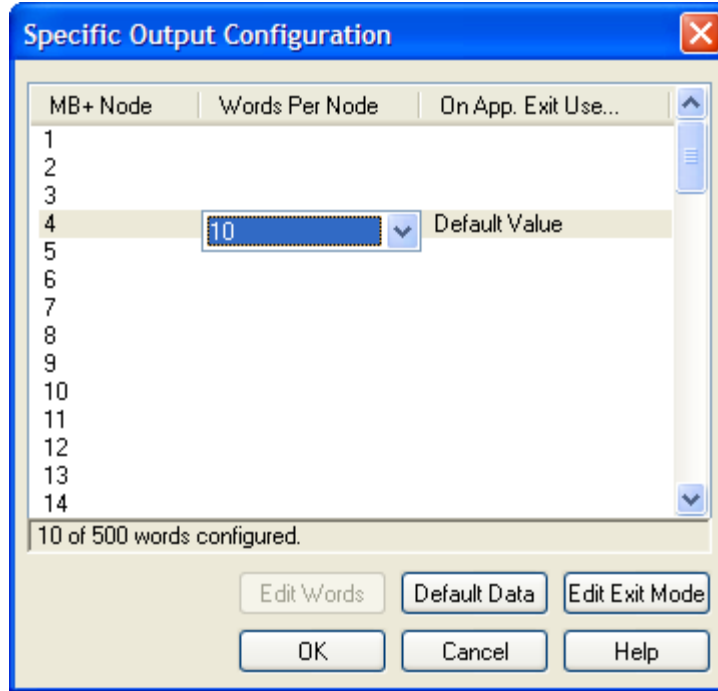 Specific Output Configuration
MB+ Node Words Per Node On App. Exit Use...
1
2
3
4 10 Default Value
5
6
7
8
9
10
11
12
13
14
10 of 500 words configured.
Edit Words Default Data Edit Exit Mode
OK Cancel Help